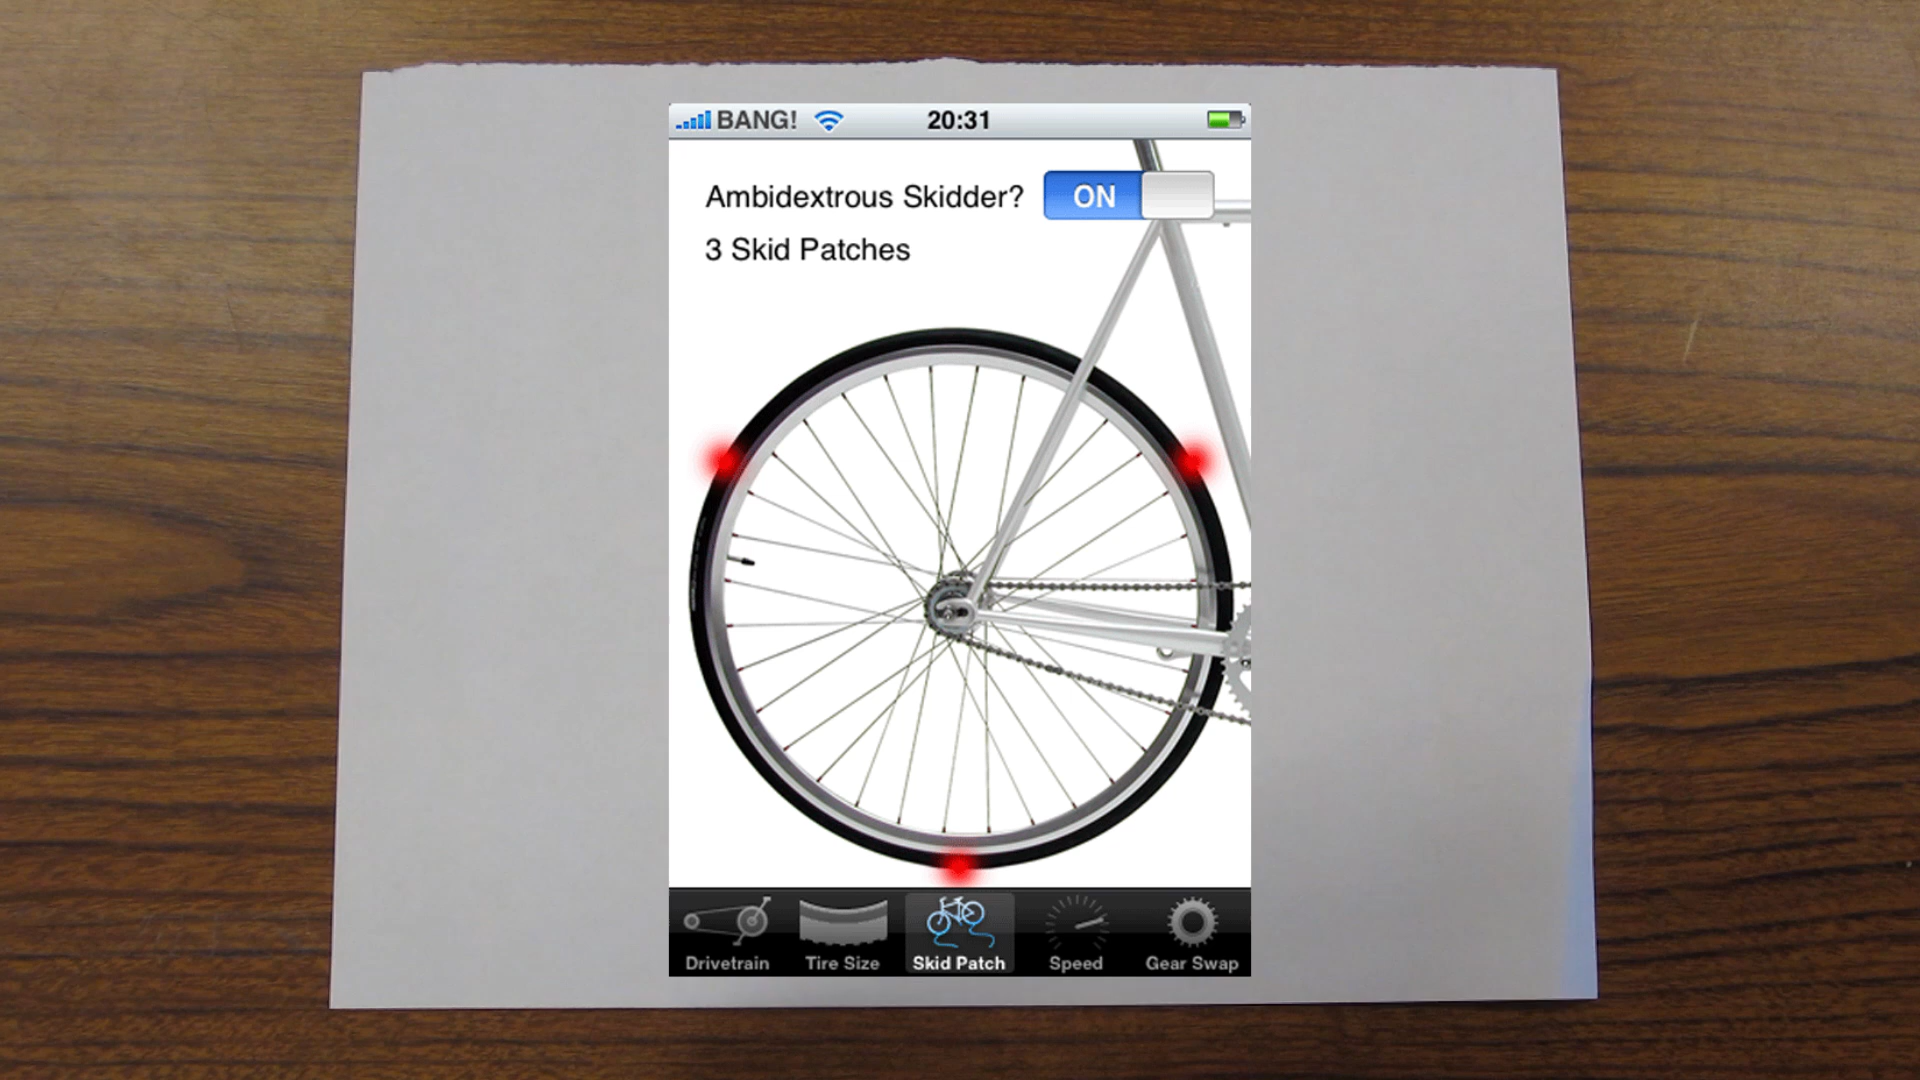 BANG! 20:31
Ambidextrous Skidder? ON
3 Skid Patches
Drivetrain Tire Size Skid Patch Speed Gear Swap